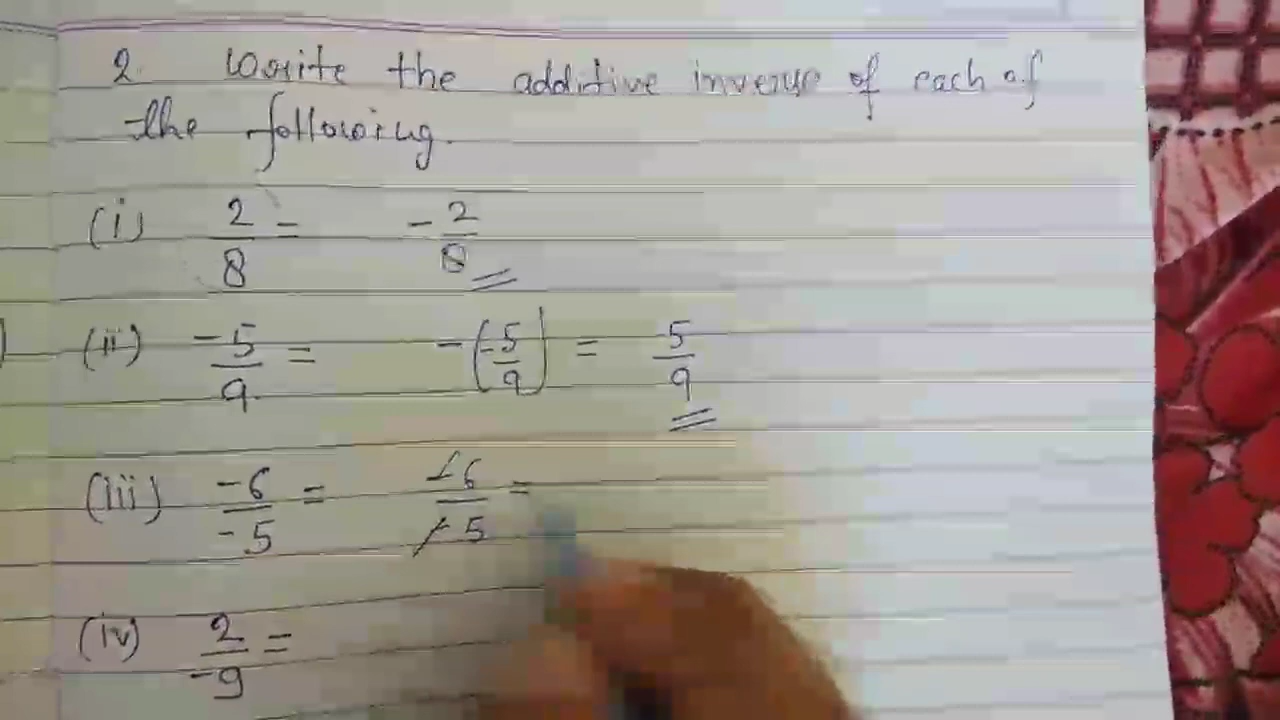 2. Write the additive inverse of each of
the following.
(i) 2/8 = -2/8
(ii) -5/9 = -(-5/9) = 5/9
(iii) -6/-5 = -6/-5 =
(iv) 2/-9 =